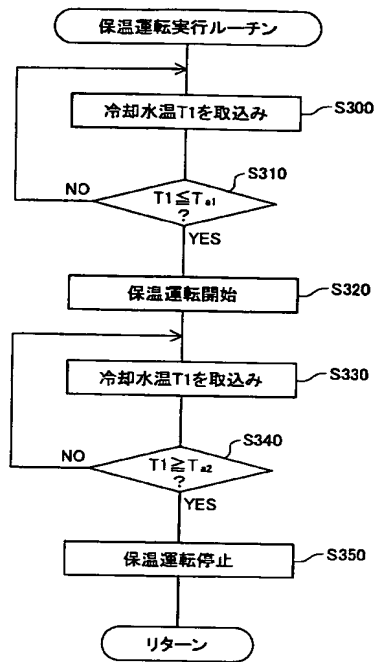 保温運転実行ルーチン
冷却水温T1を取込み
S300
S310
T1≦Ta1
?
NO
YES
保温運転開始
S320
冷却水温T1を取込み
S330
S340
T1≧Ta2
?
NO
YES
保温運転停止
S350
リターン